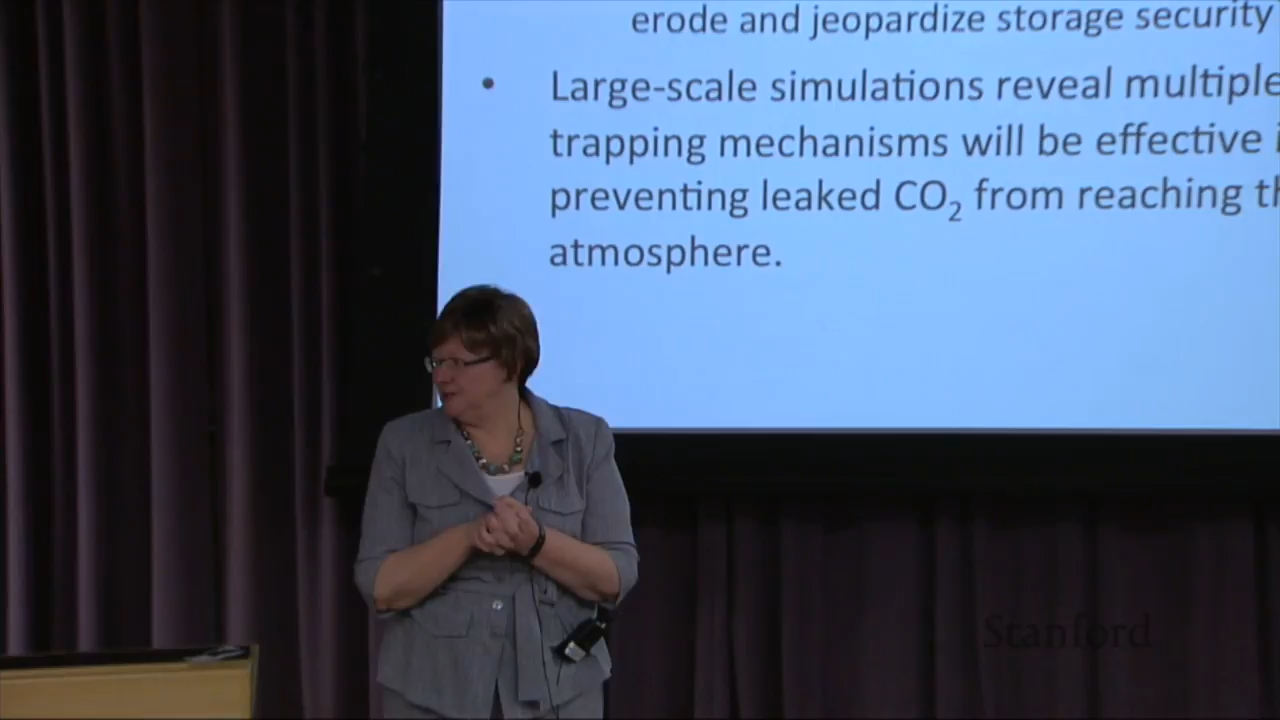 erode and jeopardize storage security
• Large-scale simulations reveal multiple
trapping mechanisms will be effective
preventing leaked CO₂ from reaching
atmosphere.
Stanford